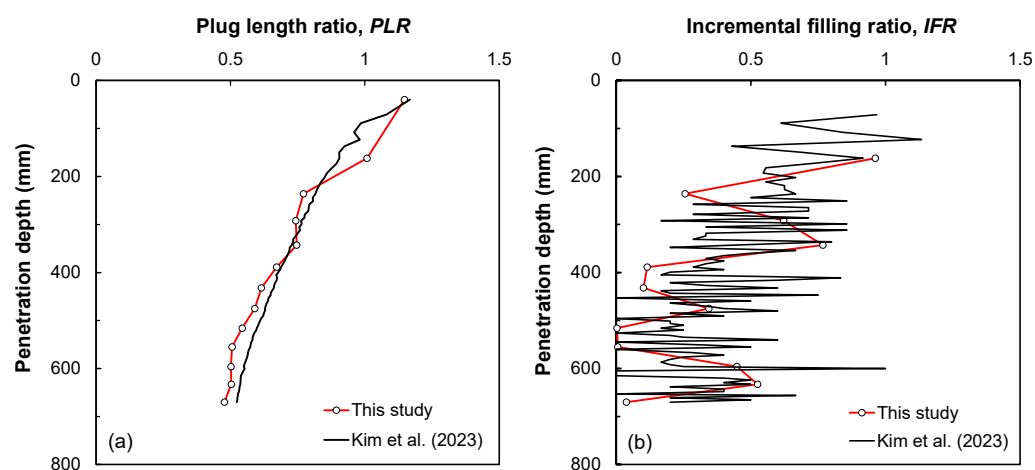 Plug length ratio, PLR
0 0.5 1 1.5
0
200
400
600
800
Penetration depth (mm)
This study
Kim et al. (2023)
(a)
Incremental filling ratio, IFR
0 0.5 1 1.5
0
200
400
600
800
Penetration depth (mm)
This study
Kim et al. (2023)
(b)